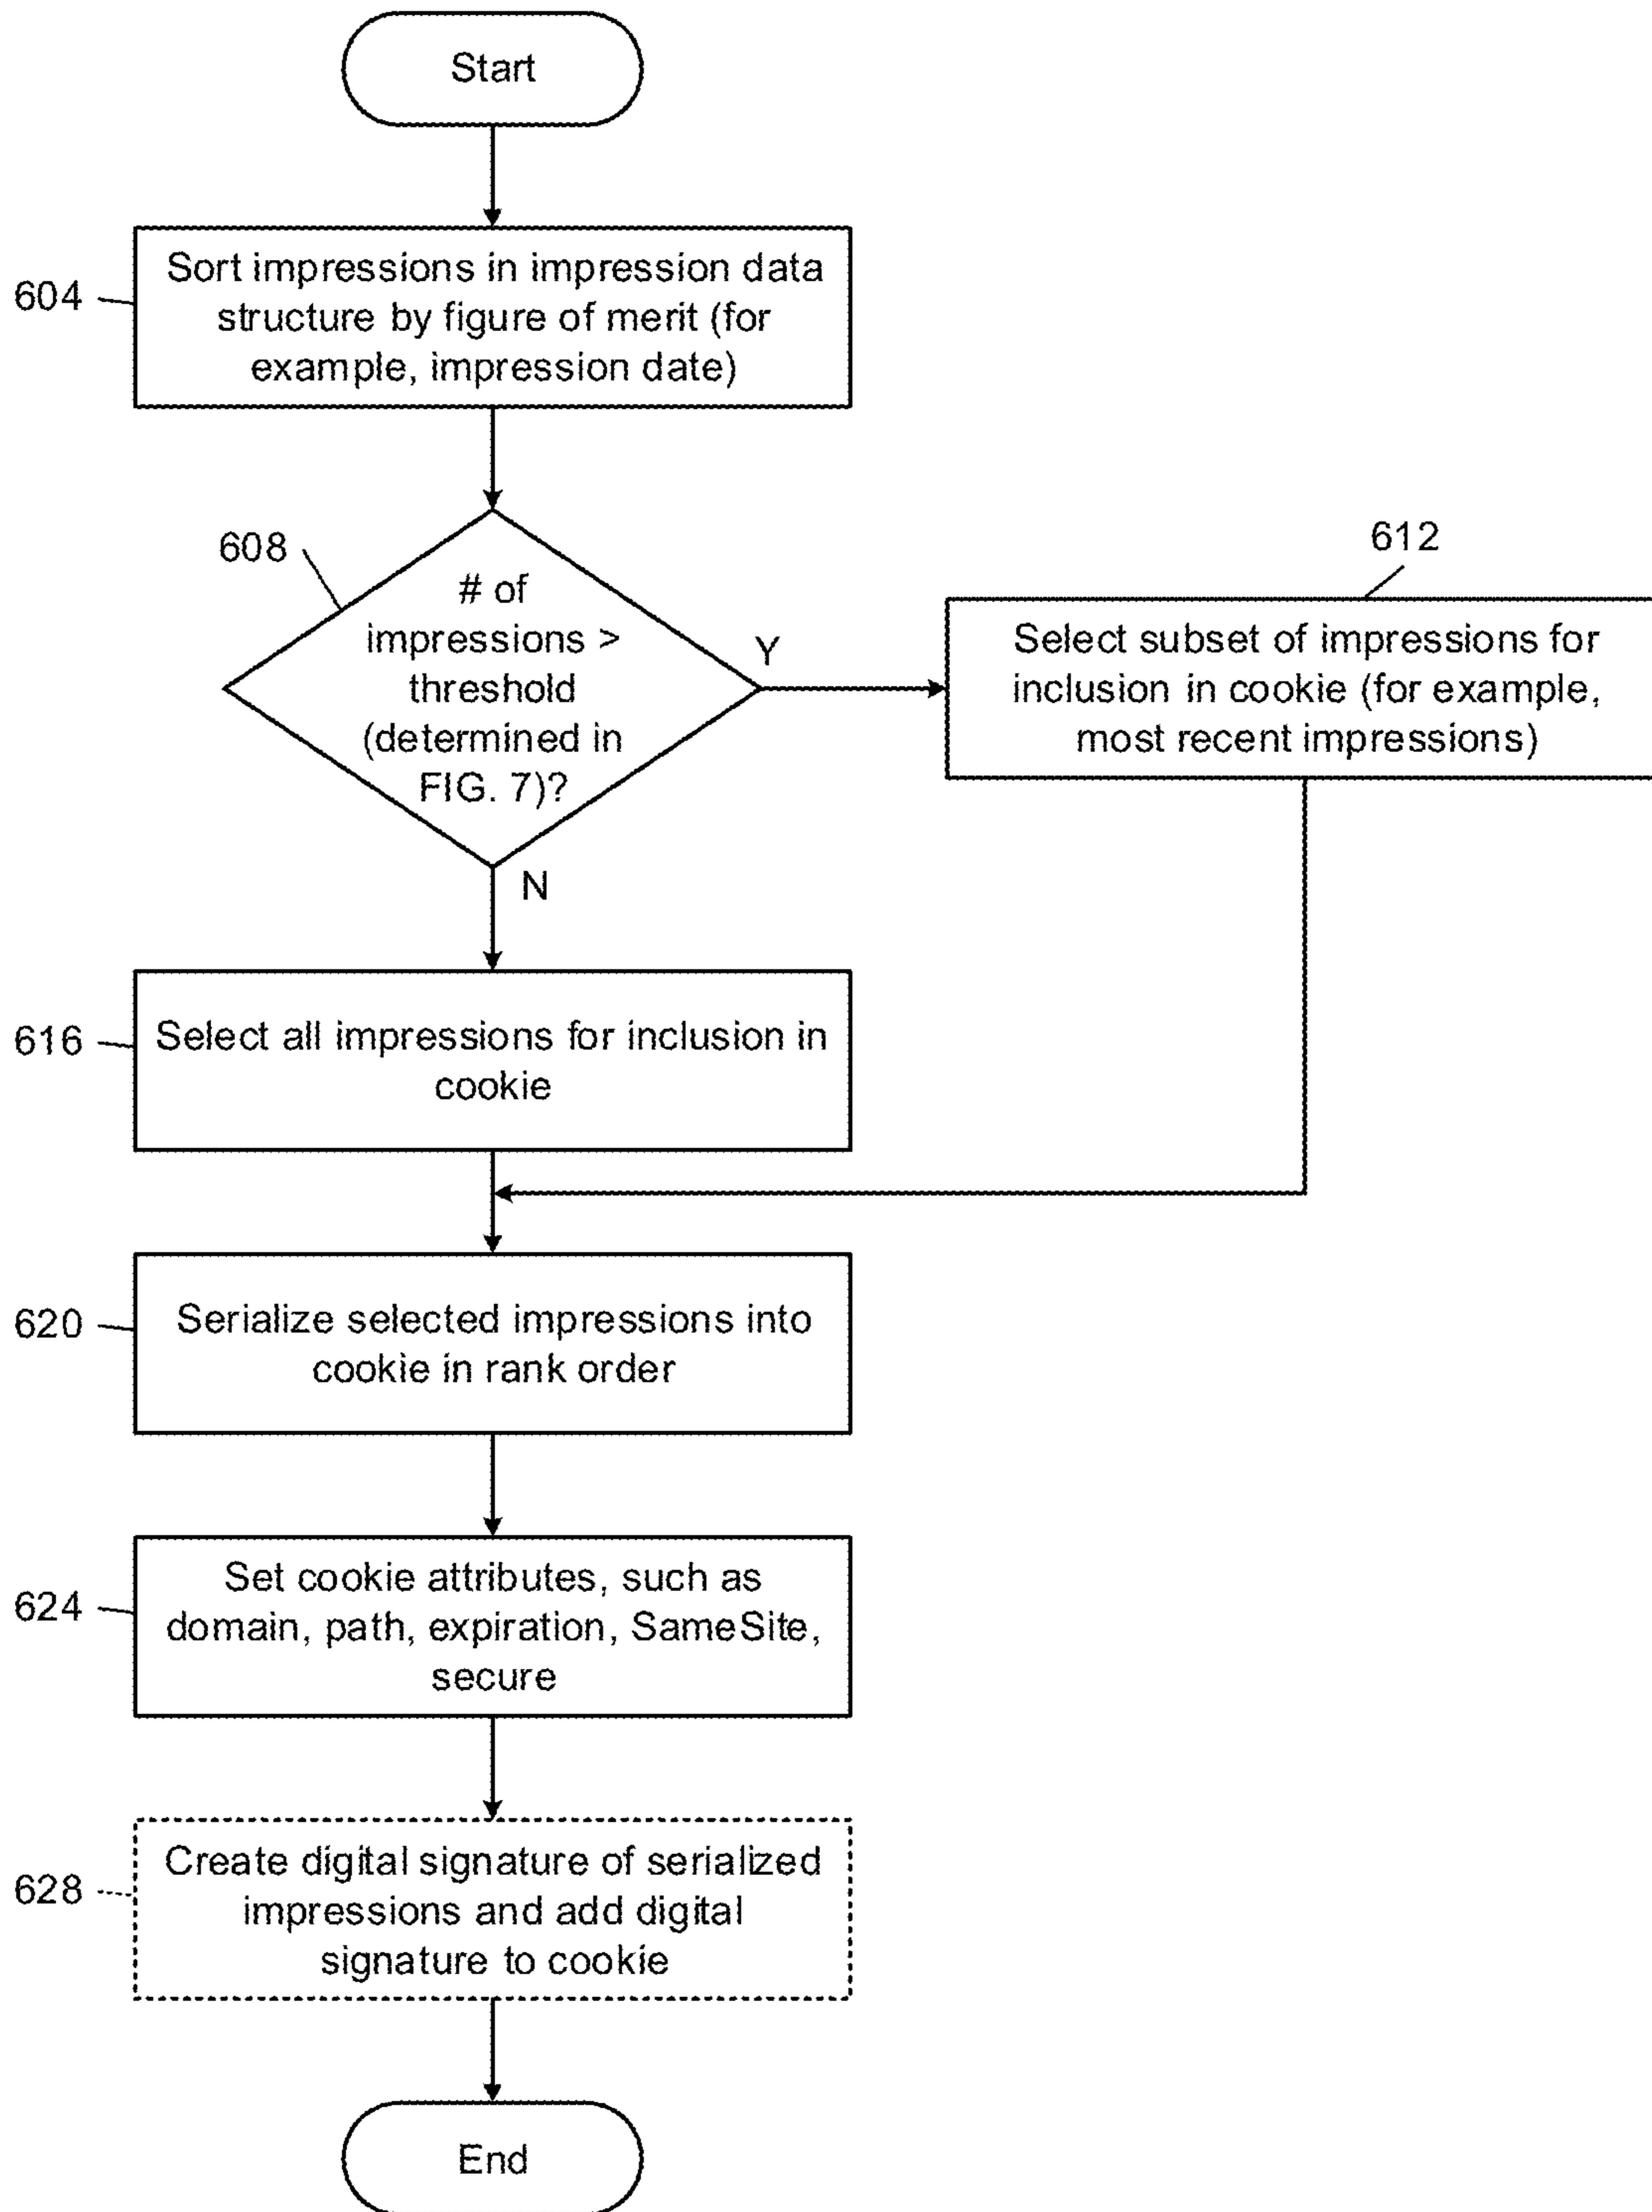 Start
604
Sort impressions in impression data
structure by figure of merit (for
example, impression date)
608
# of
impressions >
threshold
(determined in
FIG. 7)?
Y
N
612
Select subset of impressions for
inclusion in cookie (for example,
most recent impressions)
616
Select all impressions for inclusion in
cookie
620
Serialize selected impressions into
cookie in rank order
624
Set cookie attributes, such as
domain, path, expiration, SameSite,
secure
628
Create digital signature of serialized
impressions and add digital
signature to cookie
End